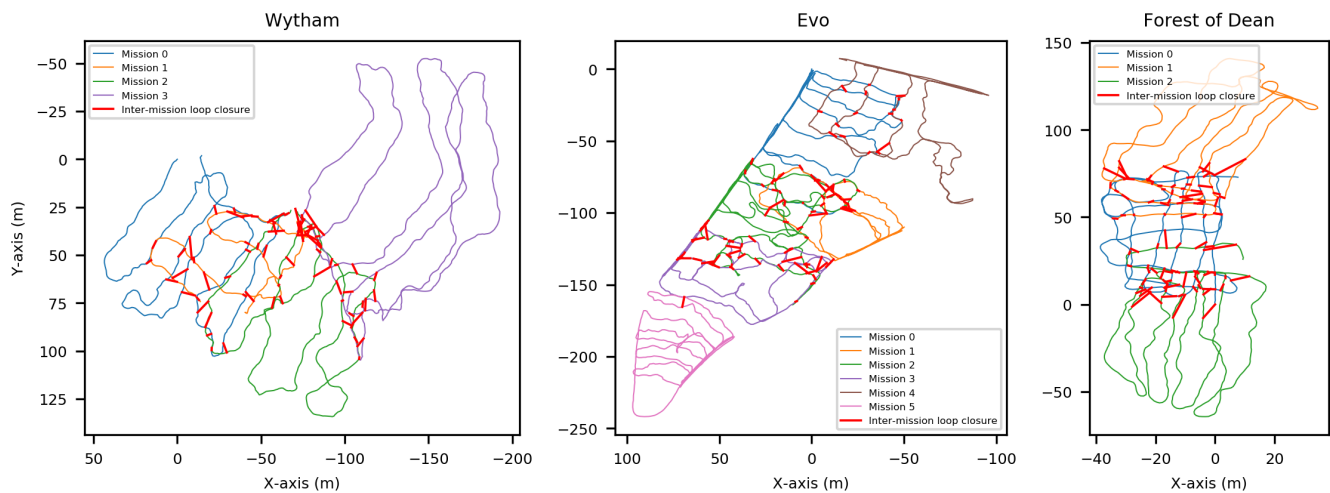 Wytham
Mission 0
Mission 1
Mission 2
Mission 3
Inter-mission loop closure
−50
−25
0
25
50
75
100
125
Y-axis (m)
50
0
−50
−100
−150
−200
X-axis (m)
Evo
0
−50
−100
−150
−200
−250
Mission 0
Mission 1
Mission 2
Mission 3
Mission 4
Mission 5
Inter-mission loop closure
100
50
0
−50
−100
X-axis (m)
Forest of Dean
Mission 0
Mission 1
Mission 2
Inter-mission loop closure
150
100
50
0
−50
−40
−20
0
20
X-axis (m)